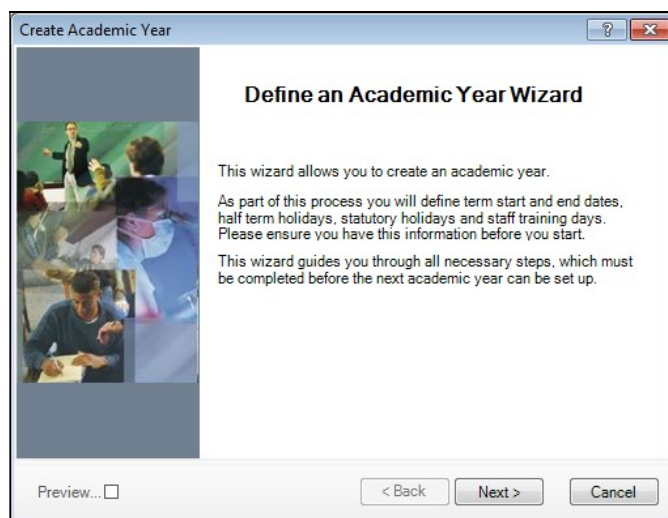 Create Academic Year
Define an Academic Year Wizard
This wizard allows you to create an academic year.
As part of this process you will define term start and end dates,
half term holidays, statutory holidays and staff training days.
Please ensure you have this information before you start.
This wizard guides you through all necessary steps, which must
be completed before the next academic year can be set up.
Preview...
< Back
Next >
Cancel